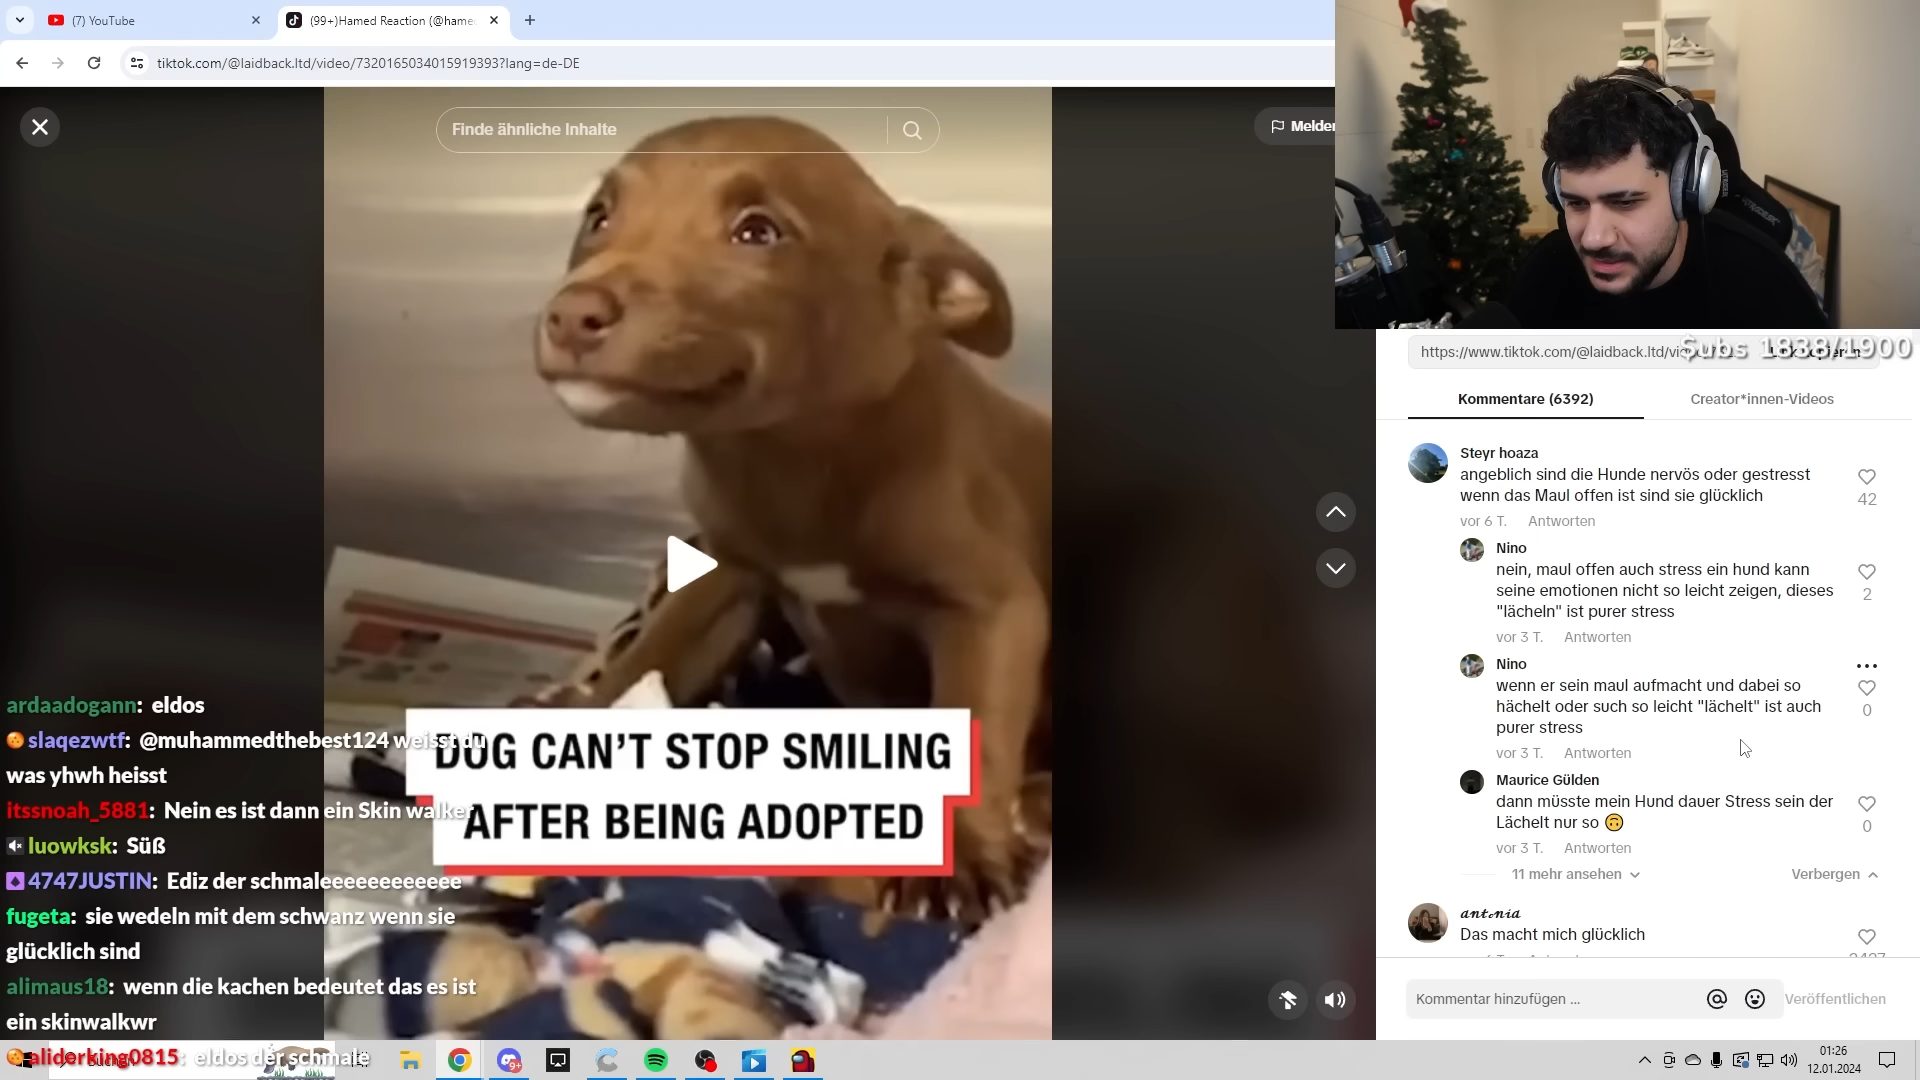 (7) YouTube
(99+)Hamed Reaction (@hame
tiktok.com/@laidback.ltd/video/7320165034015919393?lang=de-DE
Finde ähnliche Inhalte
Melden
https://www.tiktok.com/@laidback.ltd/vi
Subs 1838/1900
Kommentare (6392)
Creator*innen-Videos
Steyr hoaza
angeblich sind die Hunde nervös oder gestresst
wenn das Maul offen ist sind sie glücklich
42
vor 6 T. Antworten
Nino
nein, maul offen auch stress ein hund kann
seine emotionen nicht so leicht zeigen, dieses
"lächeln" ist purer stress
2
vor 3 T. Antworten
Nino
wenn er sein maul aufmacht und dabei so
hächelt oder such so leicht "lächelt" ist auch
purer stress
0
vor 3 T. Antworten
Maurice Gülden
dann müsste mein Hund dauer Stress sein der
Lächelt nur so 🙃
0
vor 3 T. Antworten
11 mehr ansehen
Verbergen
antonia
Das macht mich glücklich
Kommentar hinzufügen ...
Veröffentlichen
DOG CAN'T STOP SMILING
AFTER BEING ADOPTED
ardaadogann: eldos
slaqezwtf: @muhammedthebest124 weisst du
was yhwh heisst
itssnoah_5881: Nein es ist dann ein Skin walker
luowksk: Süß
4747JUSTIN: Ediz der schmaleeeeeeeeeeee
fugeta: sie wedeln mit dem schwanz wenn sie
glücklich sind
alimaus18: wenn die kachen bedeutet das es ist
ein skinwalkwr
aliderking0815: eldos der schmale
9+
01:26
12.01.2024